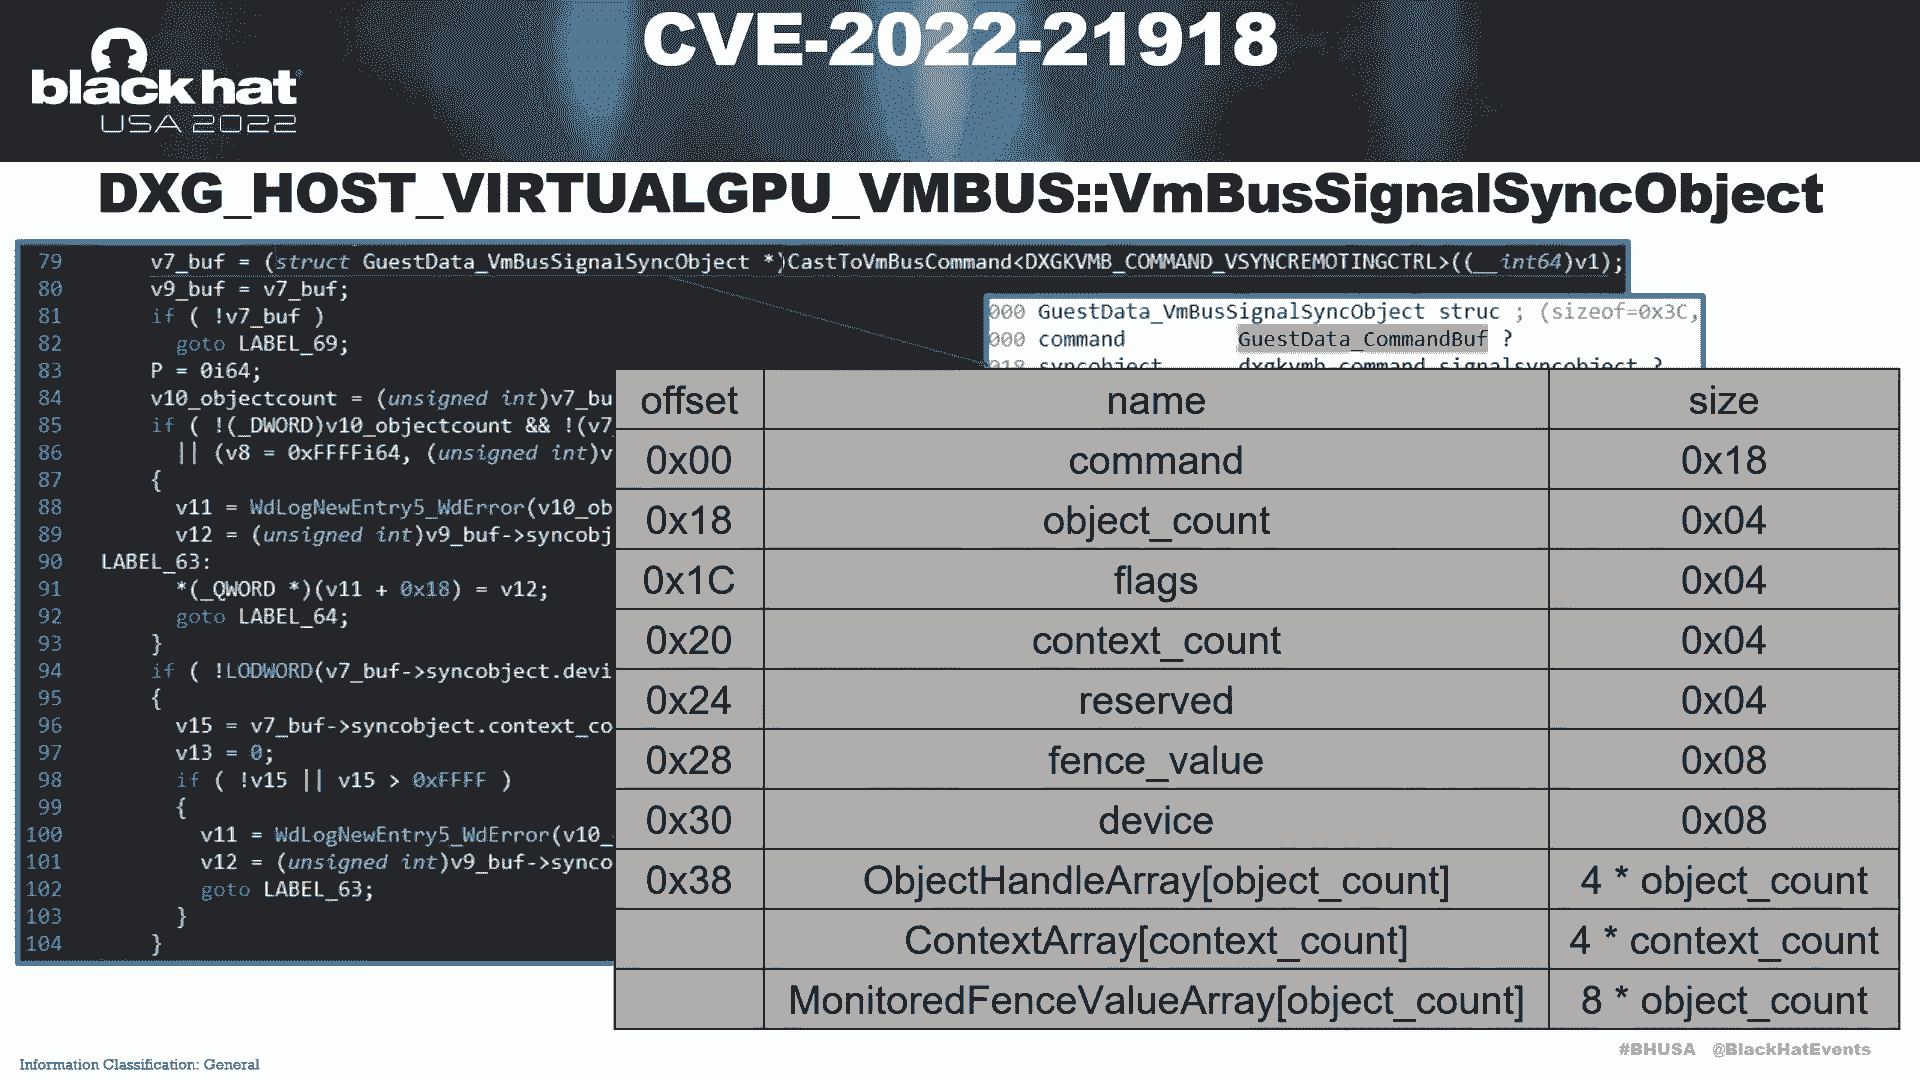 CVE-2022-21918
black hat
USA 2022
DXG_HOST_VIRTUALGPU_VMBUS::VmBusSignalSyncObject
79 v7_buf = (struct GuestData_VmBusSignalSyncObject *)CastToVmBusCommand<DXGKVMB_COMMAND_VSYNCREMOTINGCTRL>((__int64)v1);
80 v9_buf = v7_buf;
81 if ( !v7_buf )
82 goto LABEL_69;
83 P = 0i64;
84 v10_objectcount = (unsigned int)v7_bu
85 if ( !(_DWORD)v10_objectcount && !(v7
86 || (v8 = 0xFFFFi64, (unsigned int)v
87 {
88 v11 = WdLogNewEntry5_WdError(v10_ob
89 v12 = (unsigned int)v9_buf->syncobj
90 LABEL_63:
91 *(_QWORD *)(v11 + 0x18) = v12;
92 goto LABEL_64;
93 }
94 if ( !LODWORD(v7_buf->syncobject.devi
95 {
96 v15 = v7_buf->syncobject.context_co
97 v13 = 0;
98 if ( !v15 || v15 > 0xFFFF )
99 {
100 v11 = WdLogNewEntry5_WdError(v10_
101 v12 = (unsigned int)v9_buf->synco
102 goto LABEL_63;
103 }
104 }
000 GuestData_VmBusSignalSyncObject struc ; (sizeof=0x3C,
000 command GuestData_CommandBuf ?
018 syncobject dxgkvmb_command_signalsyncobject ?
offset name size
0x00 command 0x18
0x18 object_count 0x04
0x1C flags 0x04
0x20 context_count 0x04
0x24 reserved 0x04
0x28 fence_value 0x08
0x30 device 0x08
0x38 ObjectHandleArray[object_count] 4 * object_count
ContextArray[context_count] 4 * context_count
MonitoredFenceValueArray[object_count] 8 * object_count
#BHUSA @BlackHatEvents
Information Classification: General